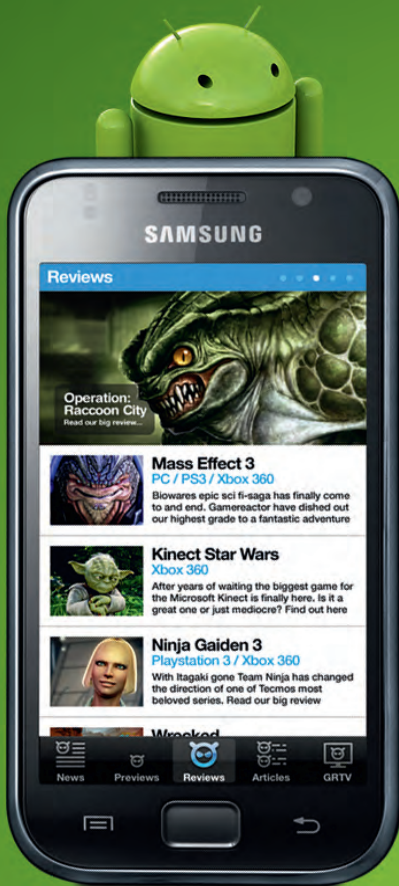 SAMSUNG
Reviews
Operation:
Raccoon City
Read our big review...
Mass Effect 3
PC / PS3 / Xbox 360
Biowares epic sci fi-saga has finally come
to and end. Gamereactor have dished out
our highest grade to a fantastic adventure
Kinect Star Wars
Xbox 360
After years of waiting the biggest game for
the Microsoft Kinect is finally here. Is it a
great one or just mediocre? Find out here
Ninja Gaiden 3
Playstation 3 / Xbox 360
With Itagaki gone Team Ninja has changed
the direction of one of Tecmos most
beloved series. Read our big review
Wrecked
News Previews Reviews Articles GRTV